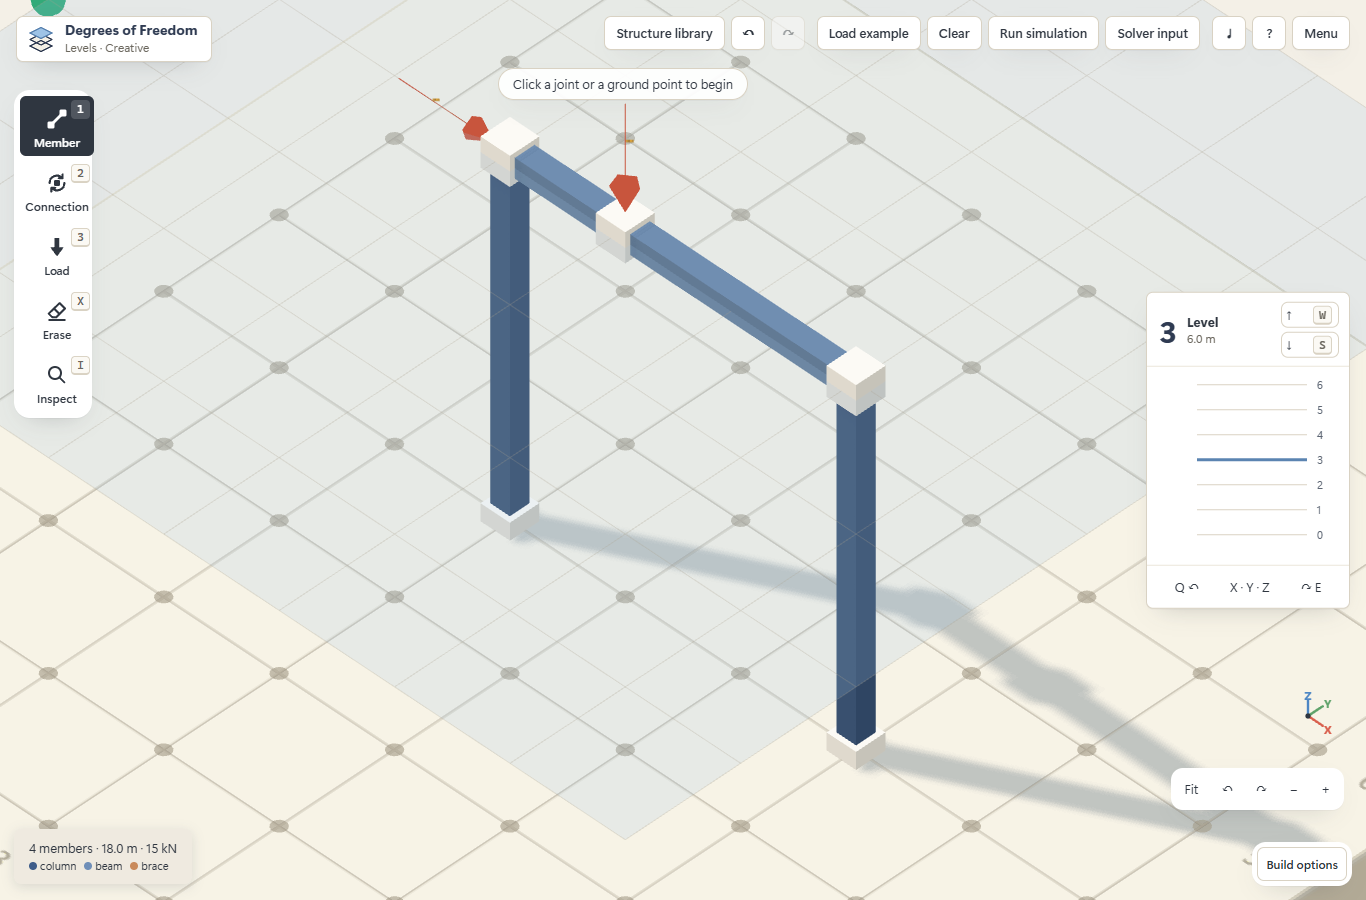 Degrees of Freedom
Levels · Creative
Structure library
Load example
Clear
Run simulation
Solver input
?
Menu
Click a joint or a ground point to begin
1
Member
2
Connection
3
Load
X
Erase
I
Inspect
3
Level
6.0 m
↑ W
↓ S
6
5
4
3
2
1
0
Q ↶
X · Y · Z
↷ E
Z
Y
X
Fit
−
+
4 members · 18.0 m · 15 kN
column
beam
brace
Build options